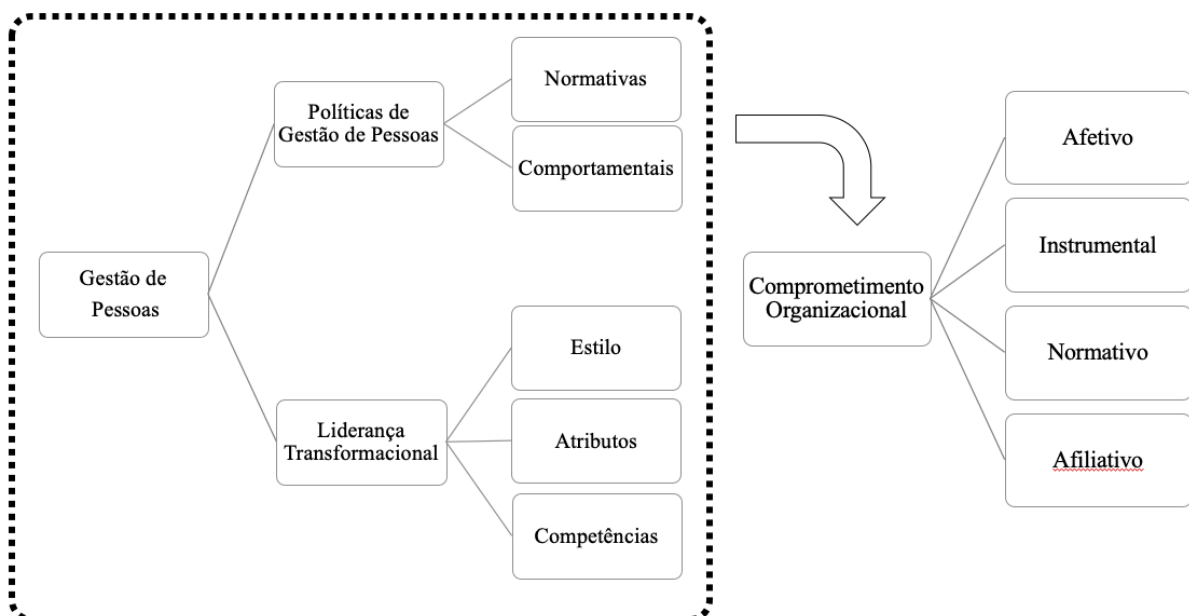 Gestão de
Pessoas
Políticas de
Gestão de Pessoas
Normativas
Comportamentais
Liderança
Transformacional
Estilo
Atributos
Competências
Comprometimento
Organizacional
Afetivo
Instrumental
Normativo
Afiliativo